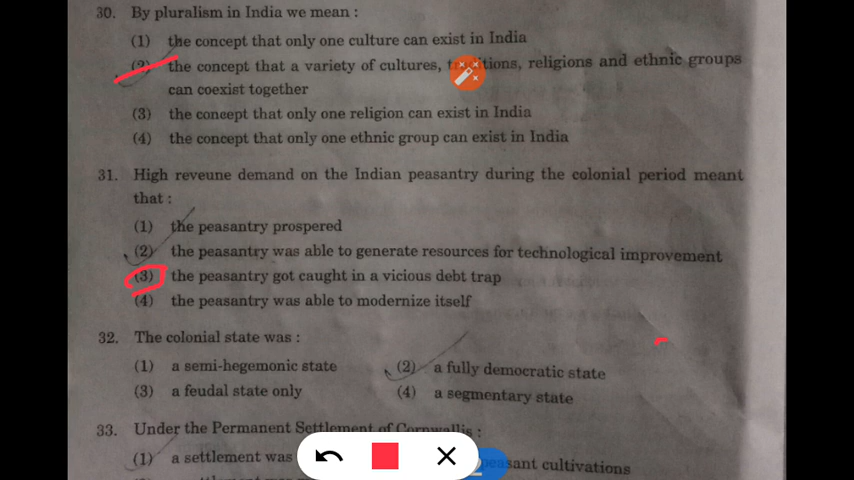 30. By pluralism in India we mean :
(1) the concept that only one culture can exist in India
(2) the concept that a variety of cultures, religions and ethnic groups
can coexist together
(3) the concept that only one religion can exist in India
(4) the concept that only one ethnic group can exist in India
31. High reveune demand on the Indian peasantry during the colonial period meant
that :
(1) the peasantry prospered
(2) the peasantry was able to generate resources for technological improvement
(3) the peasantry got caught in a vicious debt trap
(4) the peasantry was able to modernize itself
32. The colonial state was :
(1) a semi-hegemonic state (2) a fully democratic state
(3) a feudal state only (4) a segmentary state
33. Under the Permanent Settlement of Cornwallis :
(1) a settlement was peasant cultivations